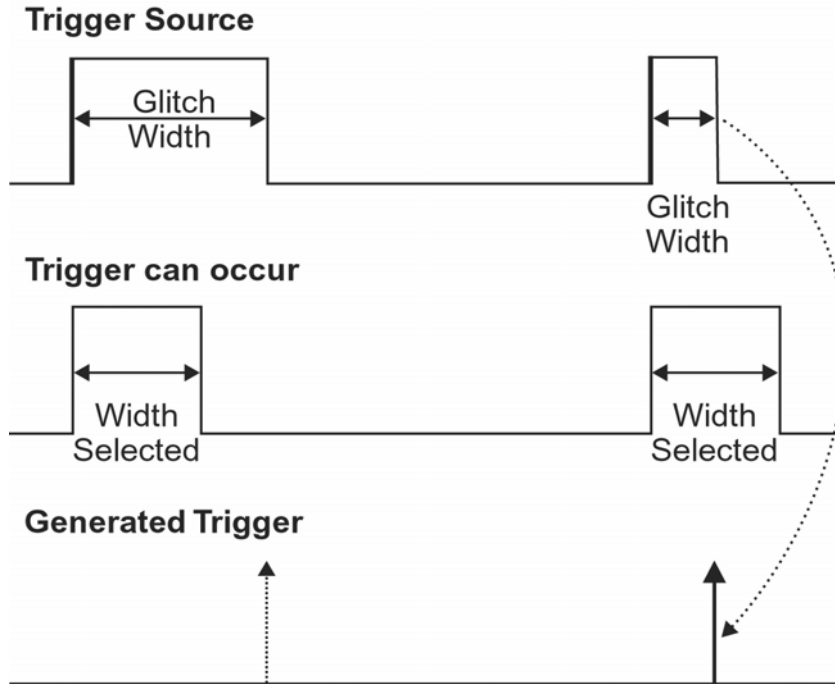 Trigger Source
Glitch
Width
Glitch
Width
Trigger can occur
Width
Selected
Width
Selected
Generated Trigger